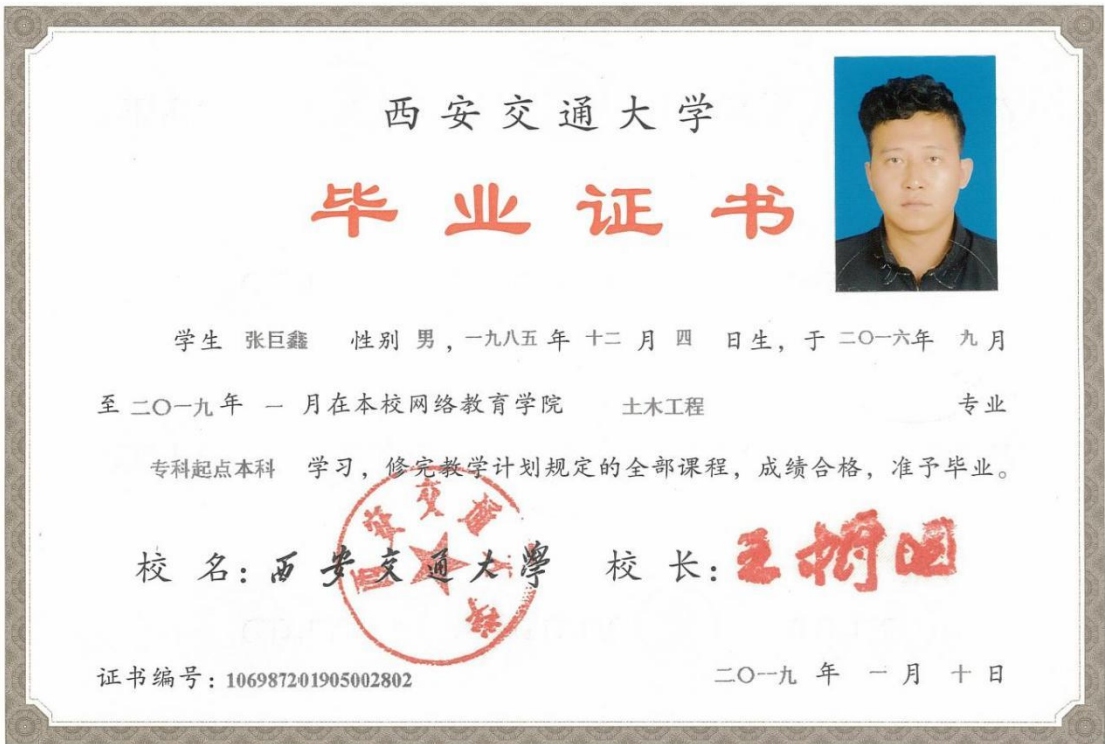 西安交通大学
毕业证书
学生 张巨鑫 性别 男，一九八五年 十二 月 四 日生，于 二〇一六年 九月
至 二〇一九年 一 月在本校网络教育学院 土木工程 专业
专科起点本科 学习，修完教学计划规定的全部课程，成绩合格，准予毕业。
校 名：西安交通大學 校 长：王树国
西安交通大学
证书编号：106987201905002802
二〇一九 年 一 月 十 日